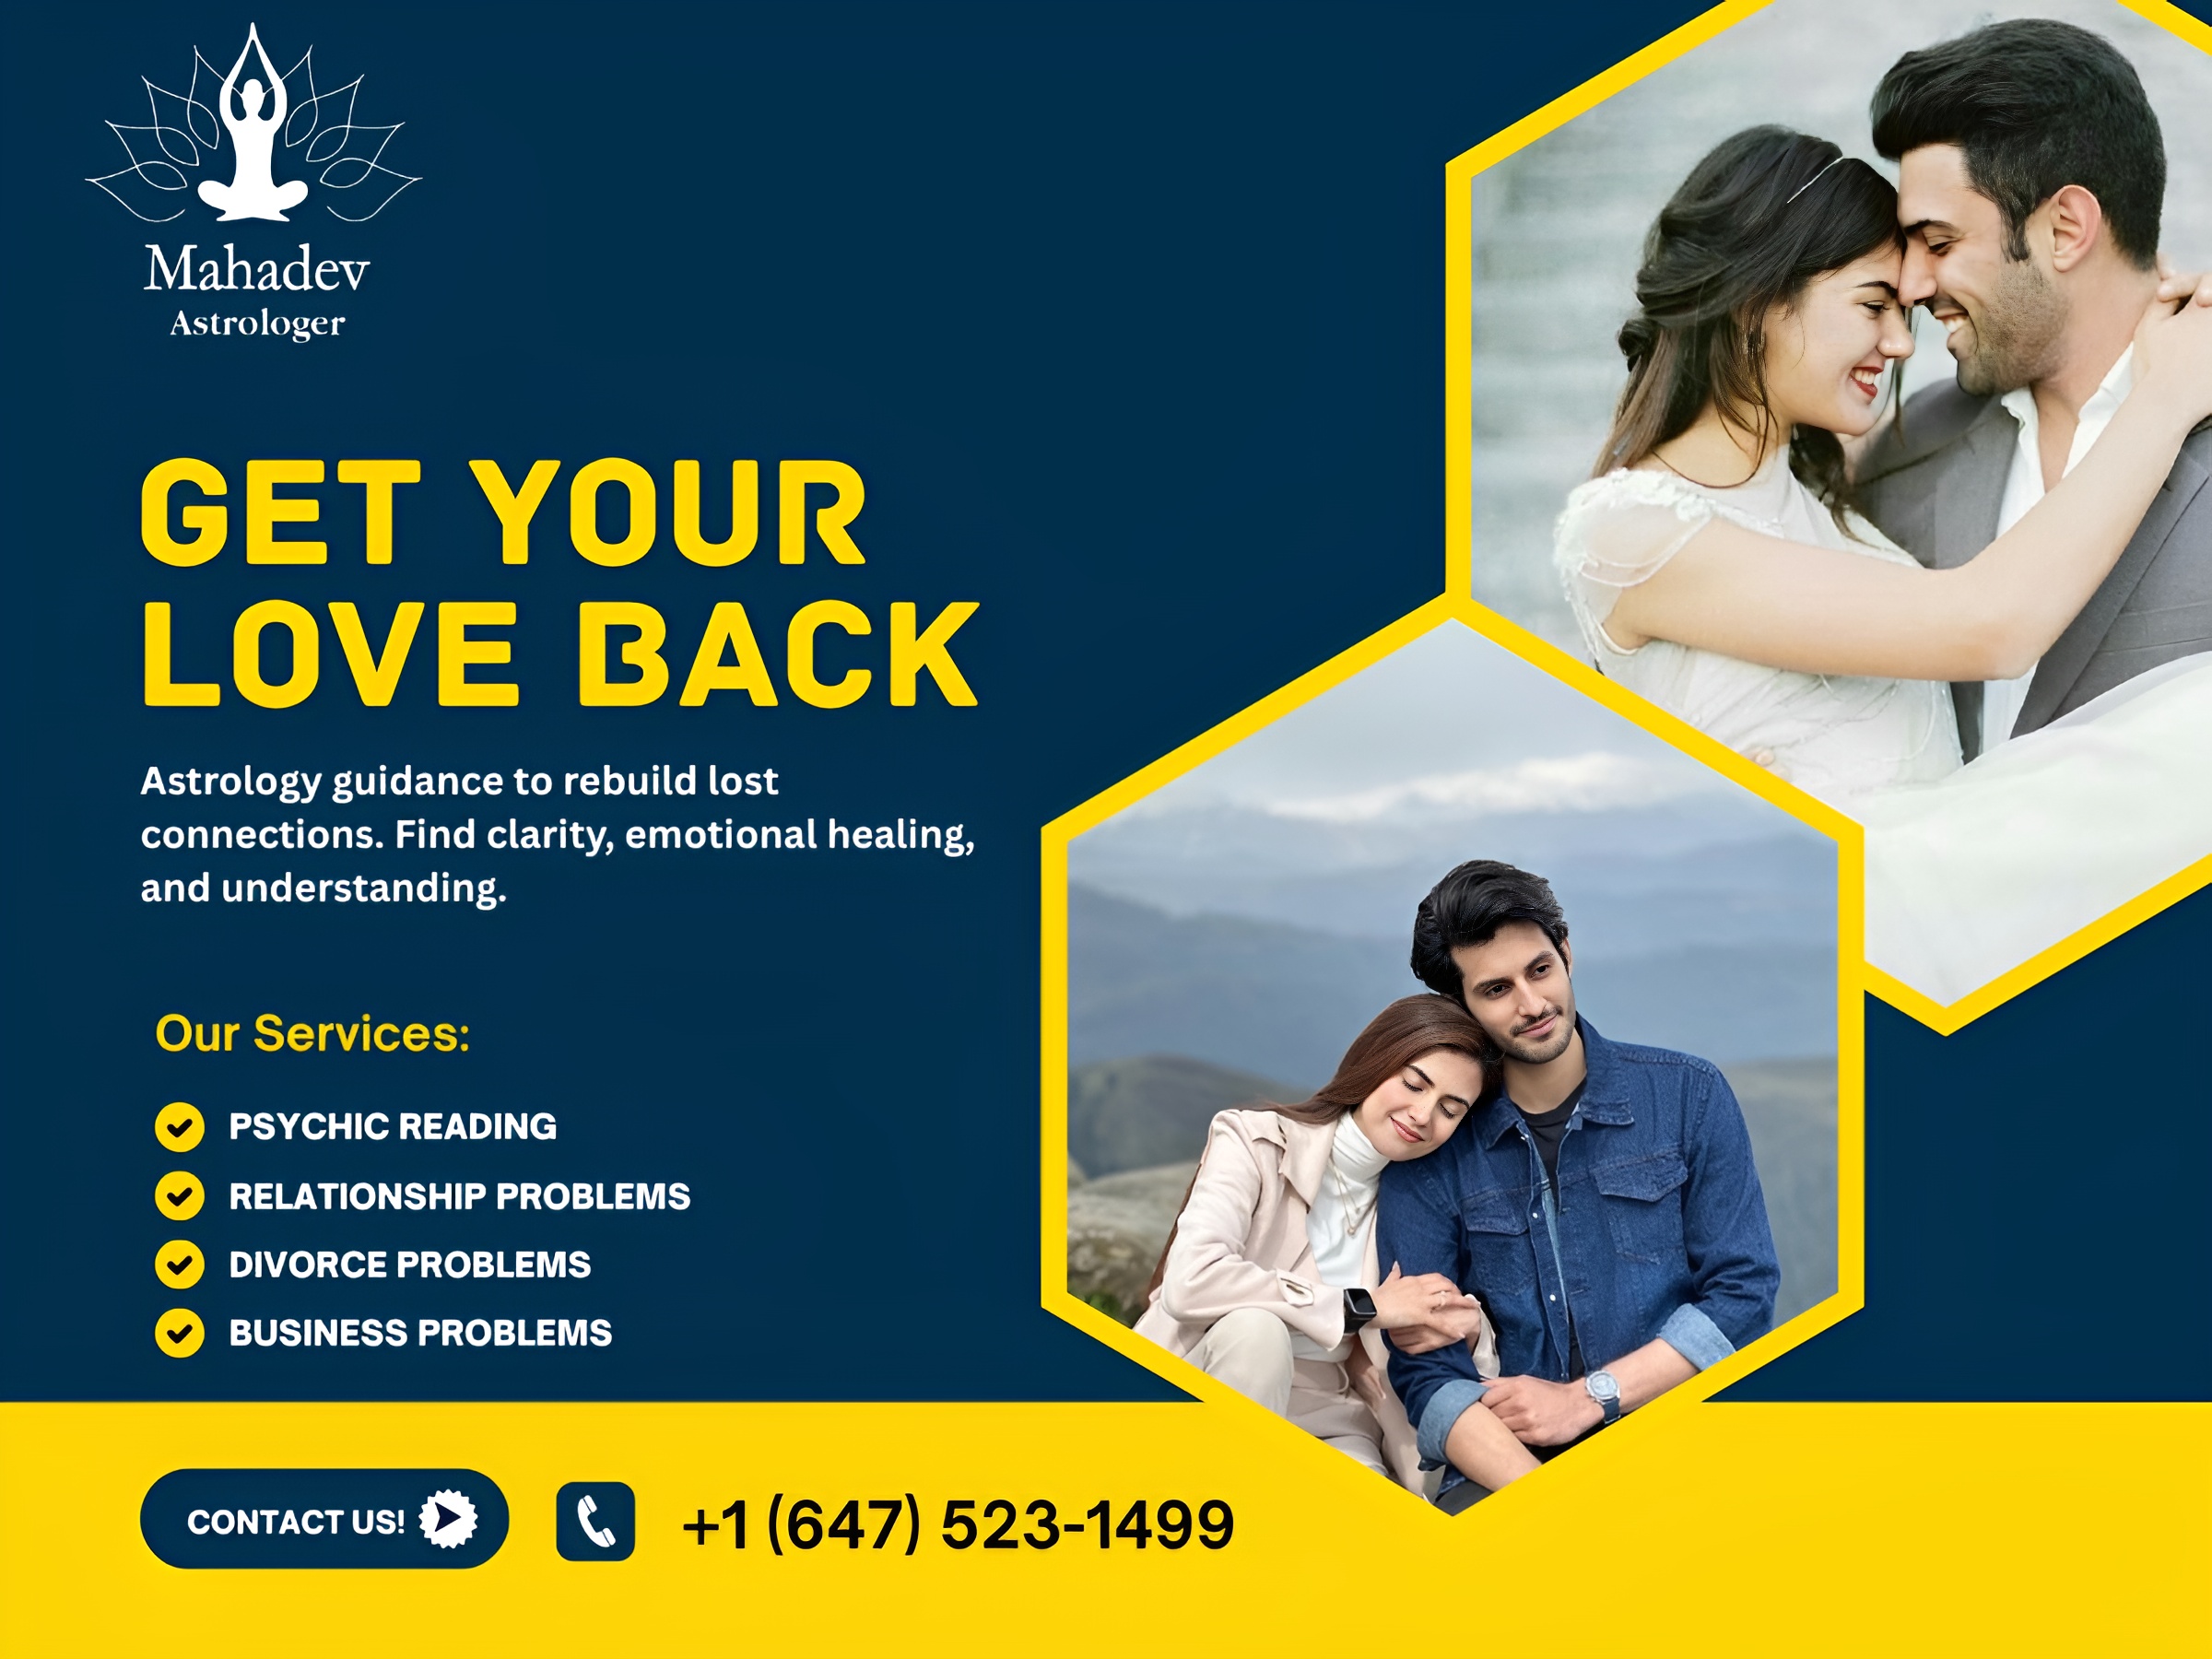 Mahadev
Astrologer
GET YOUR
LOVE BACK
Astrology guidance to rebuild lost
connections. Find clarity, emotional healing,
and understanding.
Our Services:
PSYCHIC READING
RELATIONSHIP PROBLEMS
DIVORCE PROBLEMS
BUSINESS PROBLEMS
CONTACT US!
+1 (647) 523-1499